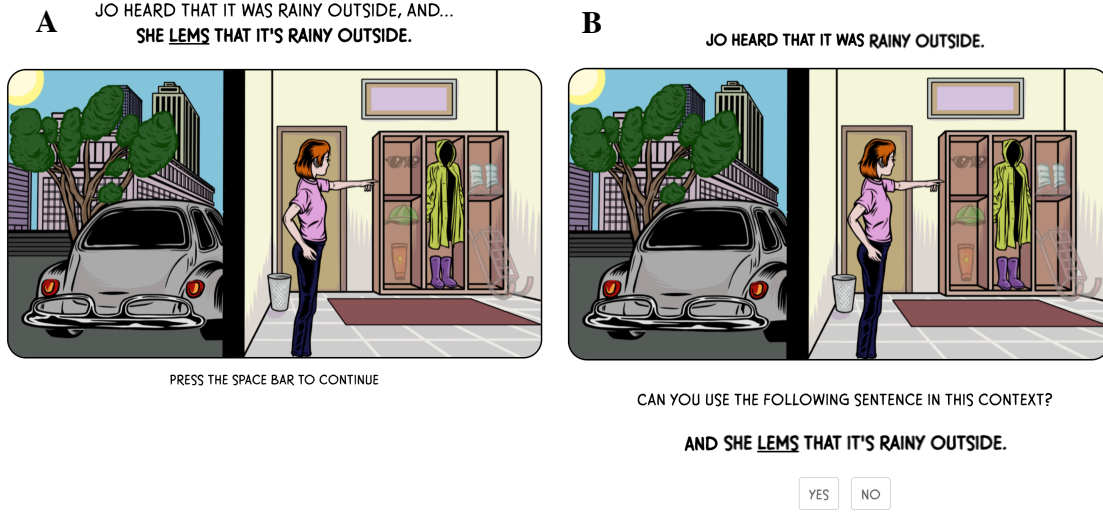 A
JO HEARD THAT IT WAS RAINY OUTSIDE, AND...
SHE LEMS THAT IT'S RAINY OUTSIDE.
PRESS THE SPACE BAR TO CONTINUE
B
JO HEARD THAT IT WAS RAINY OUTSIDE.
CAN YOU USE THE FOLLOWING SENTENCE IN THIS CONTEXT?
AND SHE LEMS THAT IT'S RAINY OUTSIDE.
YES NO